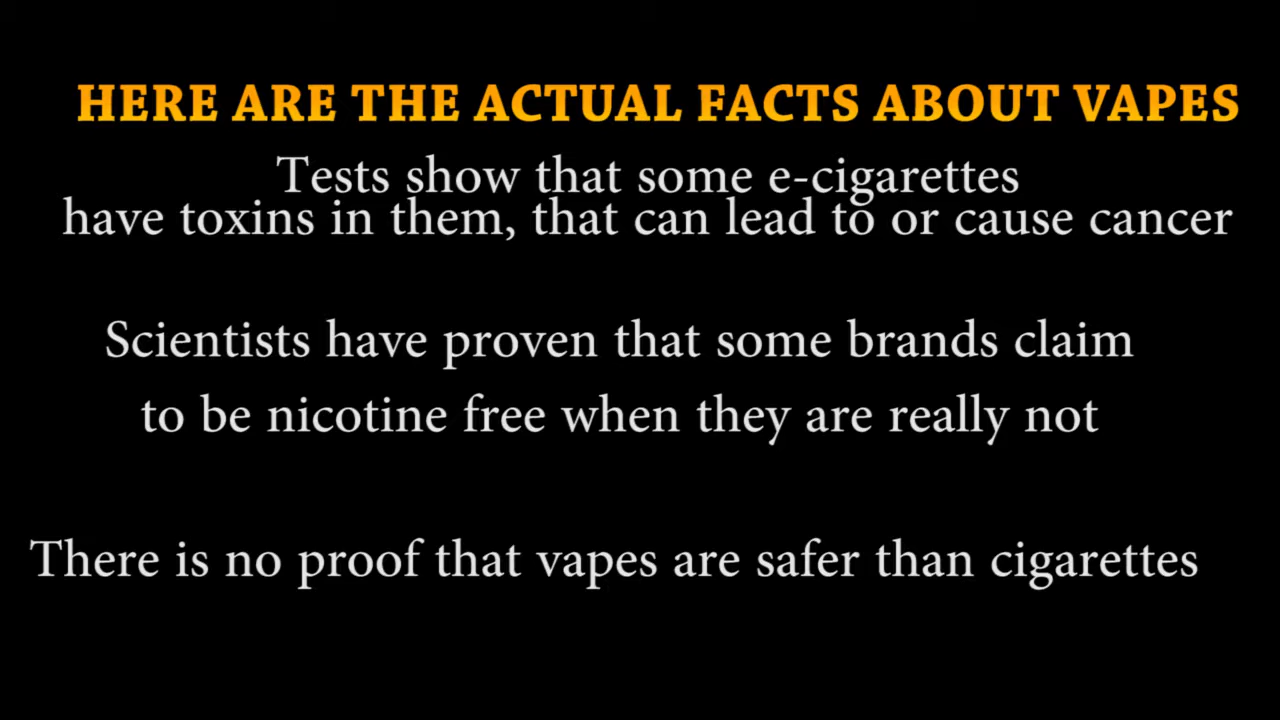 HERE ARE THE ACTUAL FACTS ABOUT VAPES
Tests show that some e-cigarettes
have toxins in them, that can lead to or cause cancer
Scientists have proven that some brands claim
to be nicotine free when they are really not
There is no proof that vapes are safer than cigarettes